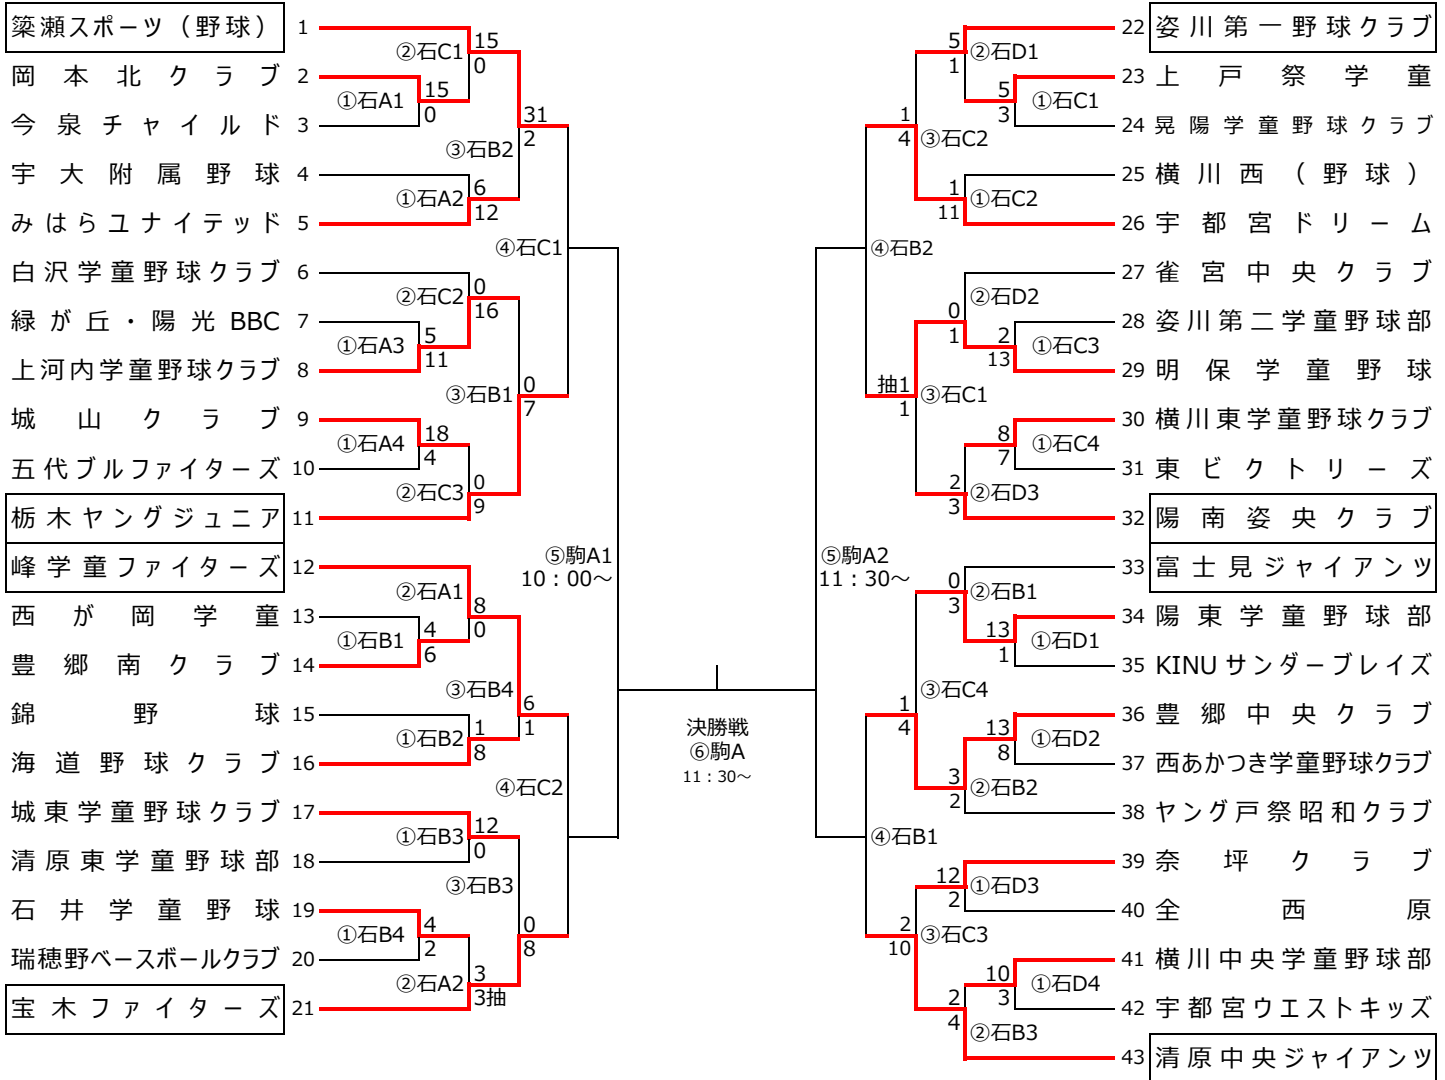 簗瀬スポーツ（野球） 1
岡本北クラブ 2
今泉チャイルド 3
宇大附属野球 4
みはらユナイテッド 5
白沢学童野球クラブ 6
緑が丘・陽光BBC 7
上河内学童野球クラブ 8
城山クラブ 9
五代ブルファイターズ 10
栃木ヤングジュニア 11
峰学童ファイターズ 12
西が岡学童 13
豊郷南クラブ 14
錦野球 15
海道野球クラブ 16
城東学童野球クラブ 17
清原東学童野球部 18
石井学童野球 19
瑞穂野ベースボールクラブ 20
宝木ファイターズ 21
①石A1
15
0
①石A3
5
11
①石A4
18
4
①石B1
4
6
①石B4
4
2
②石C1
15
0
①石A2
6
12
②石C2
0
16
②石C3
0
9
②石A1
8
0
①石B2
1
8
①石B3
12
0
②石A2
3
3抽
③石B2
31
2
③石B1
0
7
③石B4
6
1
③石B3
0
8
④石C1
④石C2
⑤駒A1
10：00～
決勝戦
⑥駒A
11：30～
⑤駒A2
11：30～
④石B2
④石B1
1
4
③石C2
抽1
1
③石C1
1
4
③石C4
2
10
③石C3
5
1
②石D1
1
11
①石C2
0
1
②石D2
2
3
②石D3
0
3
②石B1
3
2
②石B2
12
2
①石D3
2
4
②石B3
5
3
①石C1
2
13
①石C3
8
7
①石C4
13
1
①石D1
13
8
①石D2
10
3
①石D4
22 姿川第一野球クラブ
23 上戸祭学童
24 晃陽学童野球クラブ
25 横川西（野球）
26 宇都宮ドリーム
27 雀宮中央クラブ
28 姿川第二学童野球部
29 明保学童野球
30 横川東学童野球クラブ
31 東ビクトリーズ
32 陽南姿央クラブ
33 富士見ジャイアンツ
34 陽東学童野球部
35 KINUサンダーブレイズ
36 豊郷中央クラブ
37 西あかつき学童野球クラブ
38 ヤング戸祭昭和クラブ
39 奈坪クラブ
40 全西原
41 横川中央学童野球部
42 宇都宮ウエストキッズ
43 清原中央ジャイアンツ